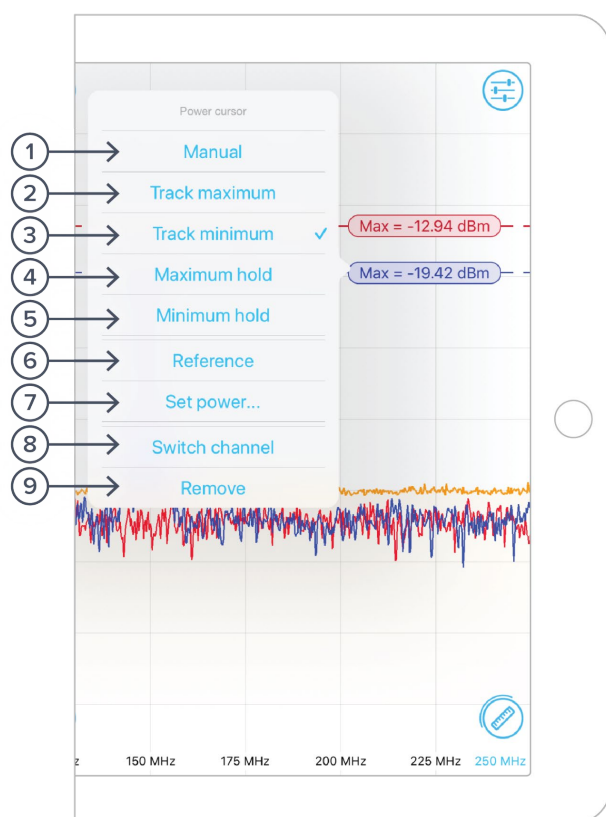 Power cursor
1 Manual
2 Track maximum
3 Track minimum
Max = -12.94 dBm
4 Maximum hold
Max = -19.42 dBm
5 Minimum hold
6 Reference
7 Set power...
8 Switch channel
9 Remove
z 150 MHz 175 MHz 200 MHz 225 MHz 250 MHz